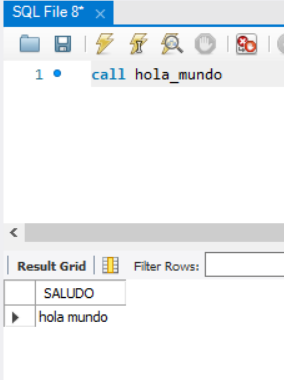 SQL File 8*
1 call hola_mundo
Result Grid Filter Rows:
SALUDO
hola mundo